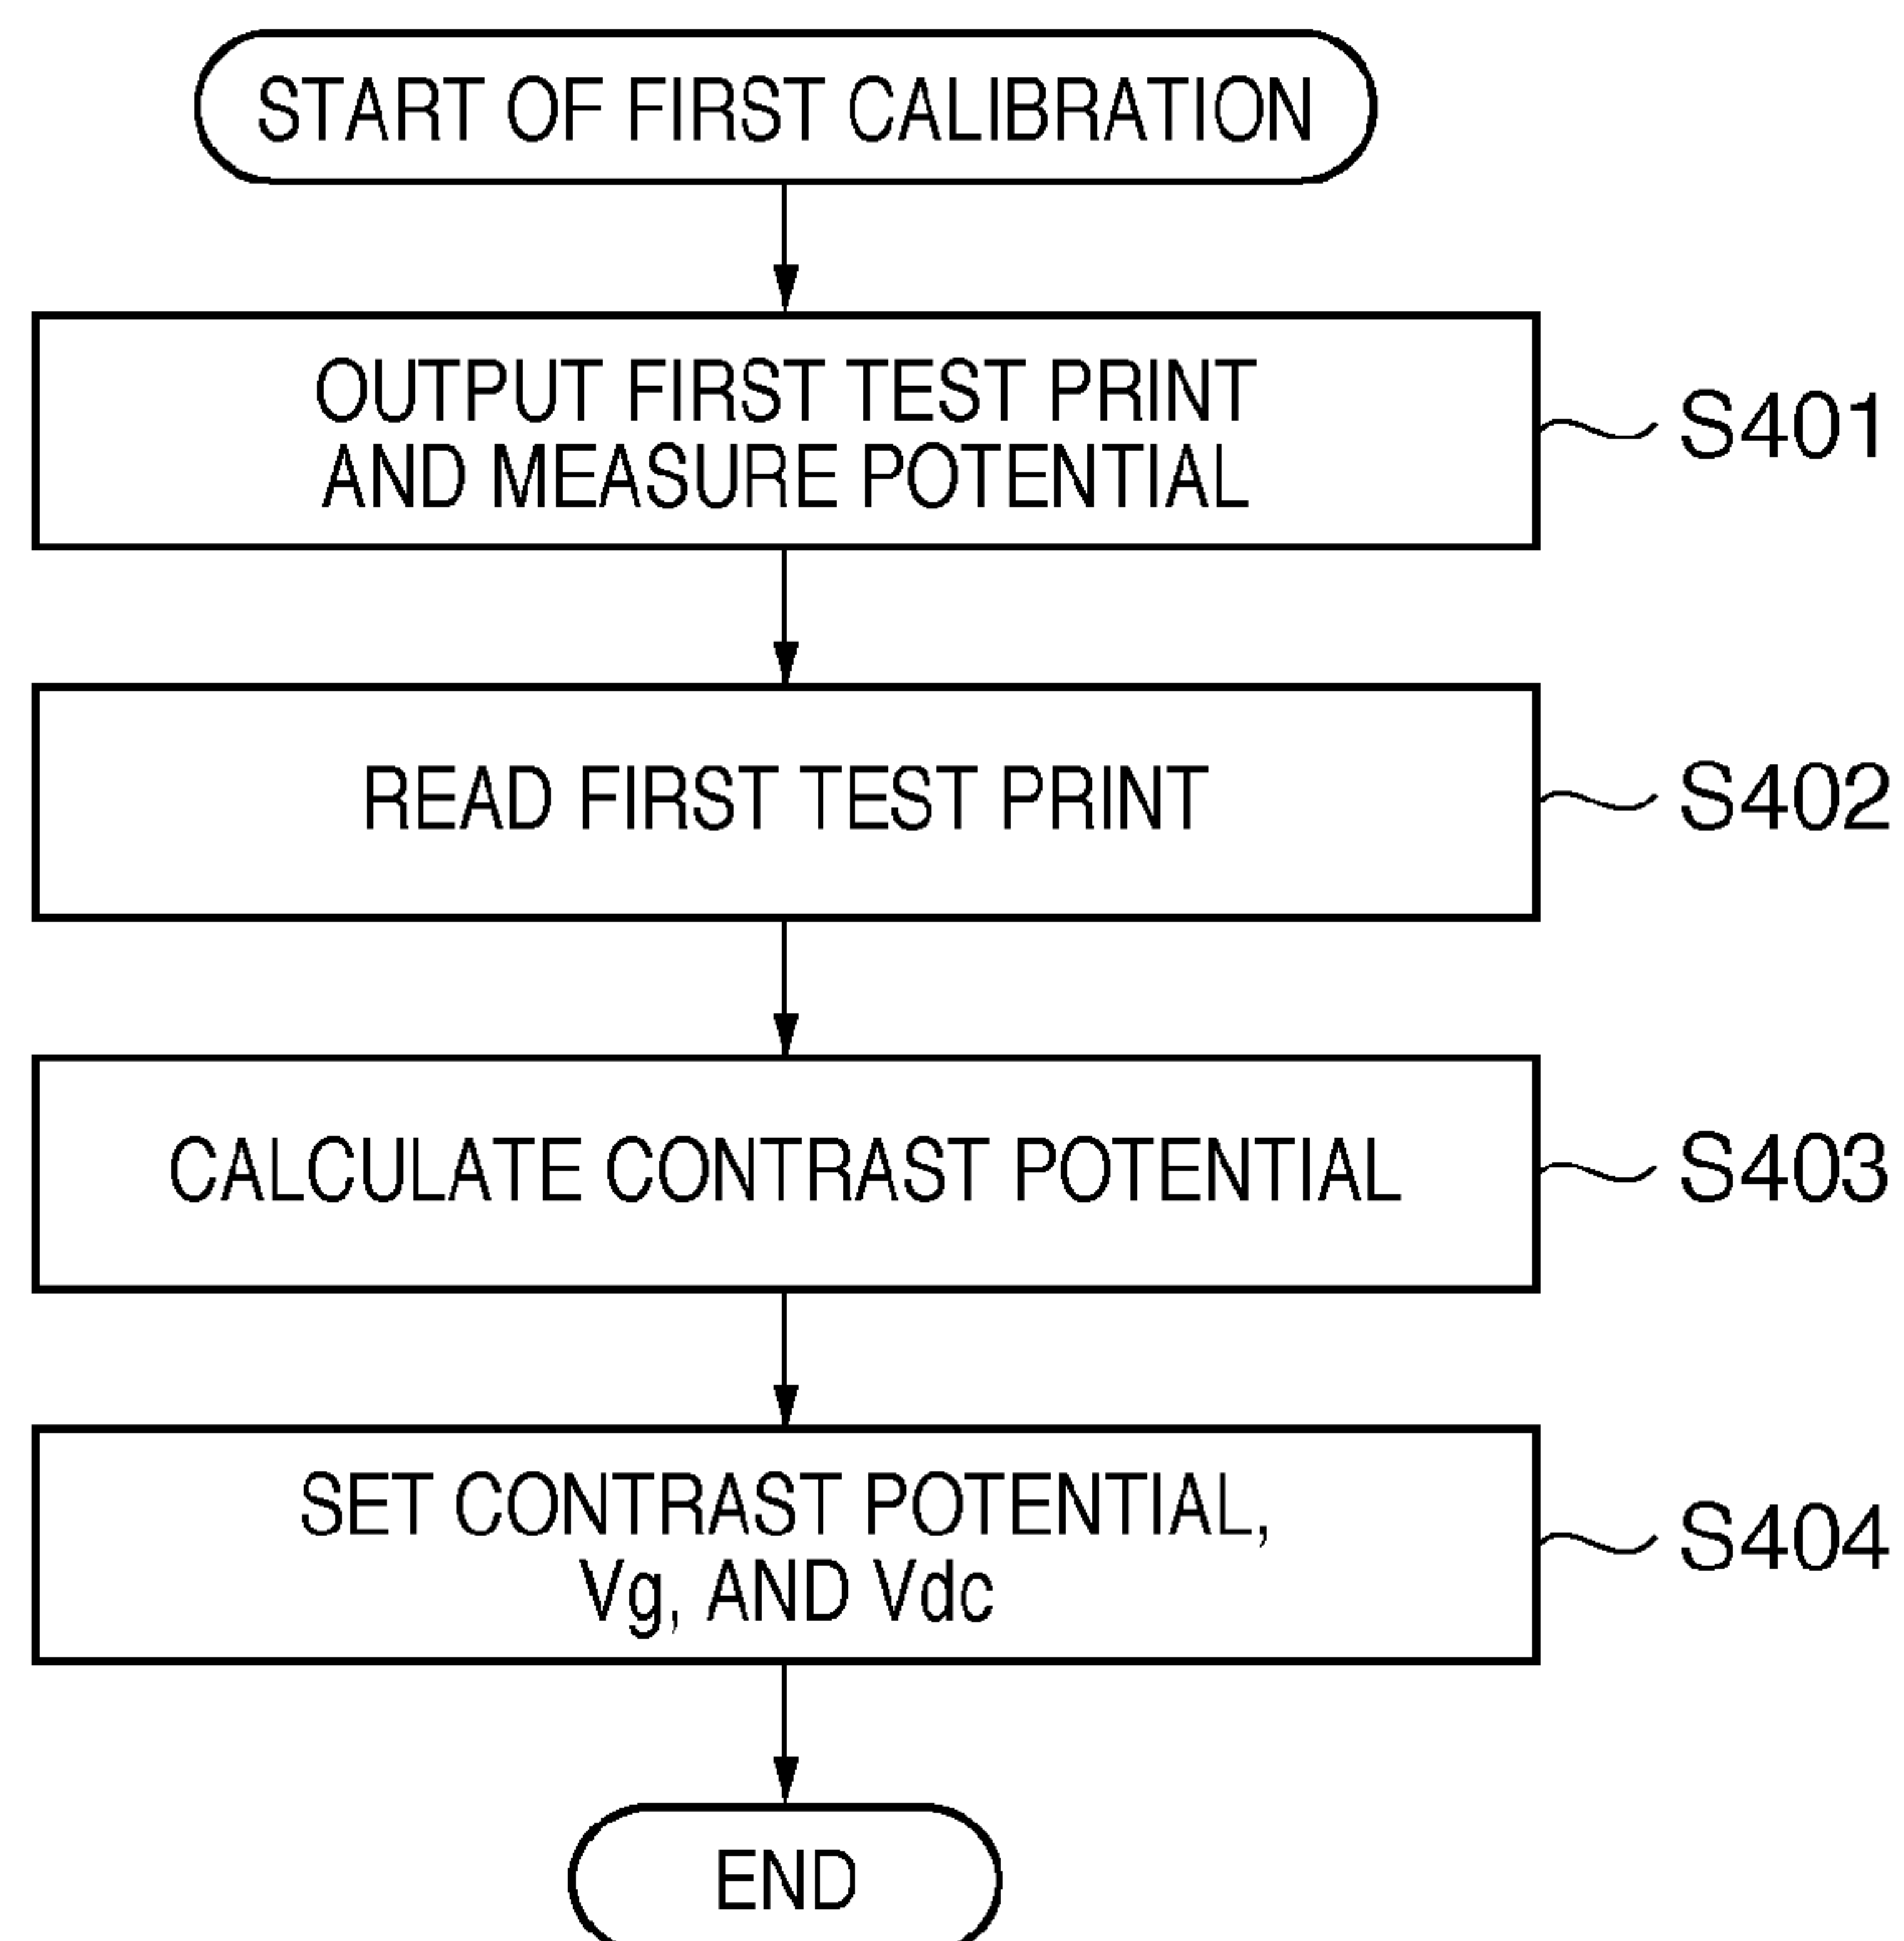 START OF FIRST CALIBRATION
OUTPUT FIRST TEST PRINT
AND MEASURE POTENTIAL
S401
READ FIRST TEST PRINT
S402
CALCULATE CONTRAST POTENTIAL
S403
SET CONTRAST POTENTIAL,
Vg, AND Vdc
S404
END